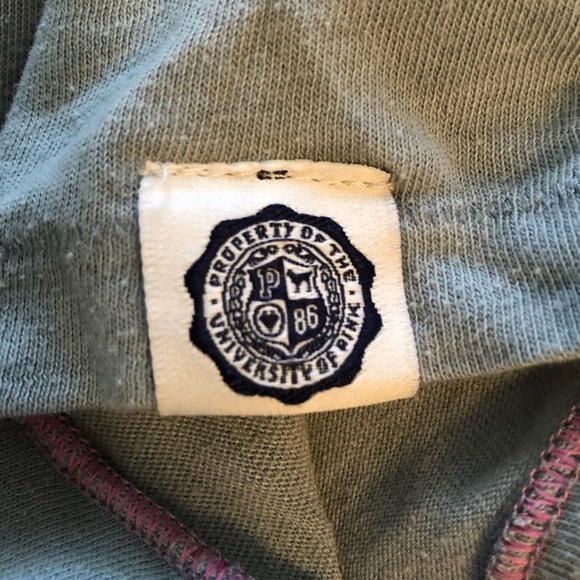 PROPERTY OF THE
UNIVERSITY OF PINK
P
86